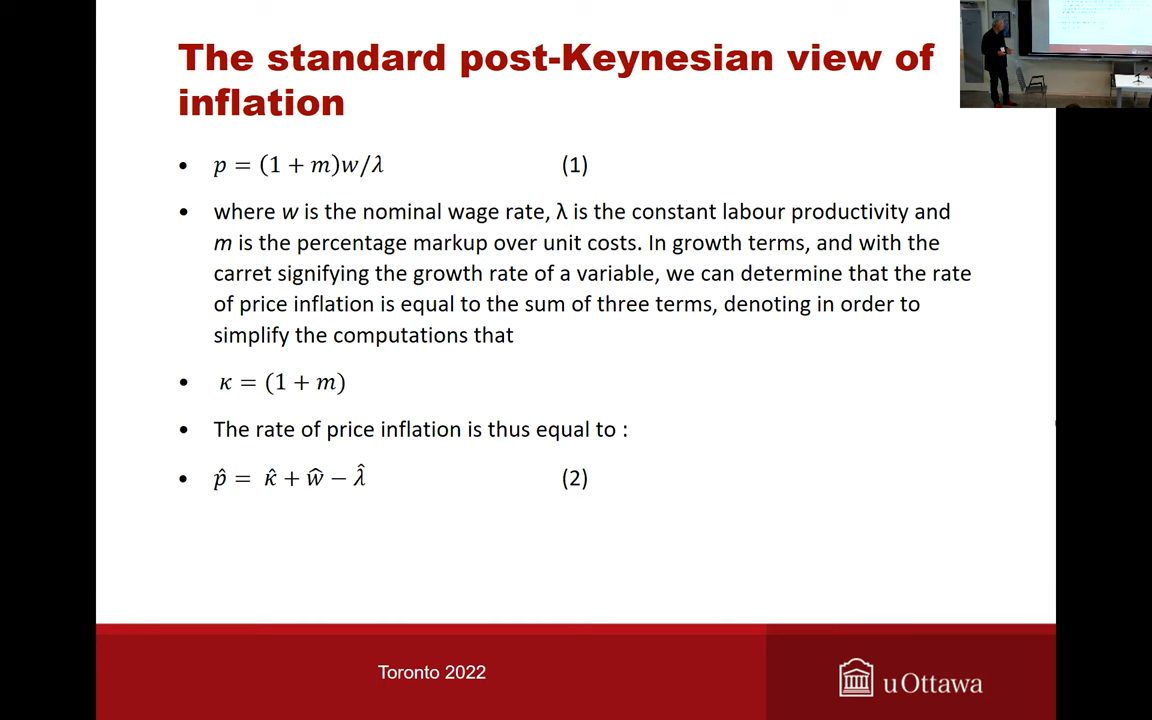 The standard post-Keynesian view of
inflation
• p = (1 + m)w/λ (1)
• where w is the nominal wage rate, λ is the constant labour productivity and
m is the percentage markup over unit costs. In growth terms, and with the
carret signifying the growth rate of a variable, we can determine that the rate
of price inflation is equal to the sum of three terms, denoting in order to
simplify the computations that
• κ = (1 + m)
• The rate of price inflation is thus equal to :
• p̂ = κ̂ + ŵ − λ̂ (2)
Toronto 2022
uOttawa